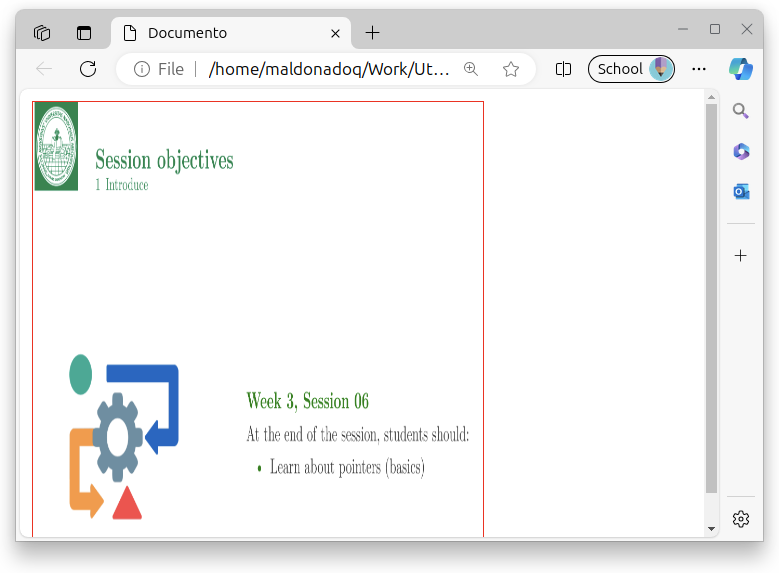 Documento
File
/home/maldonadoq/Work/Ut...
School
Session objectives
1 Introduce
Week 3, Session 06
At the end of the session, students should:
• Learn about pointers (basics)